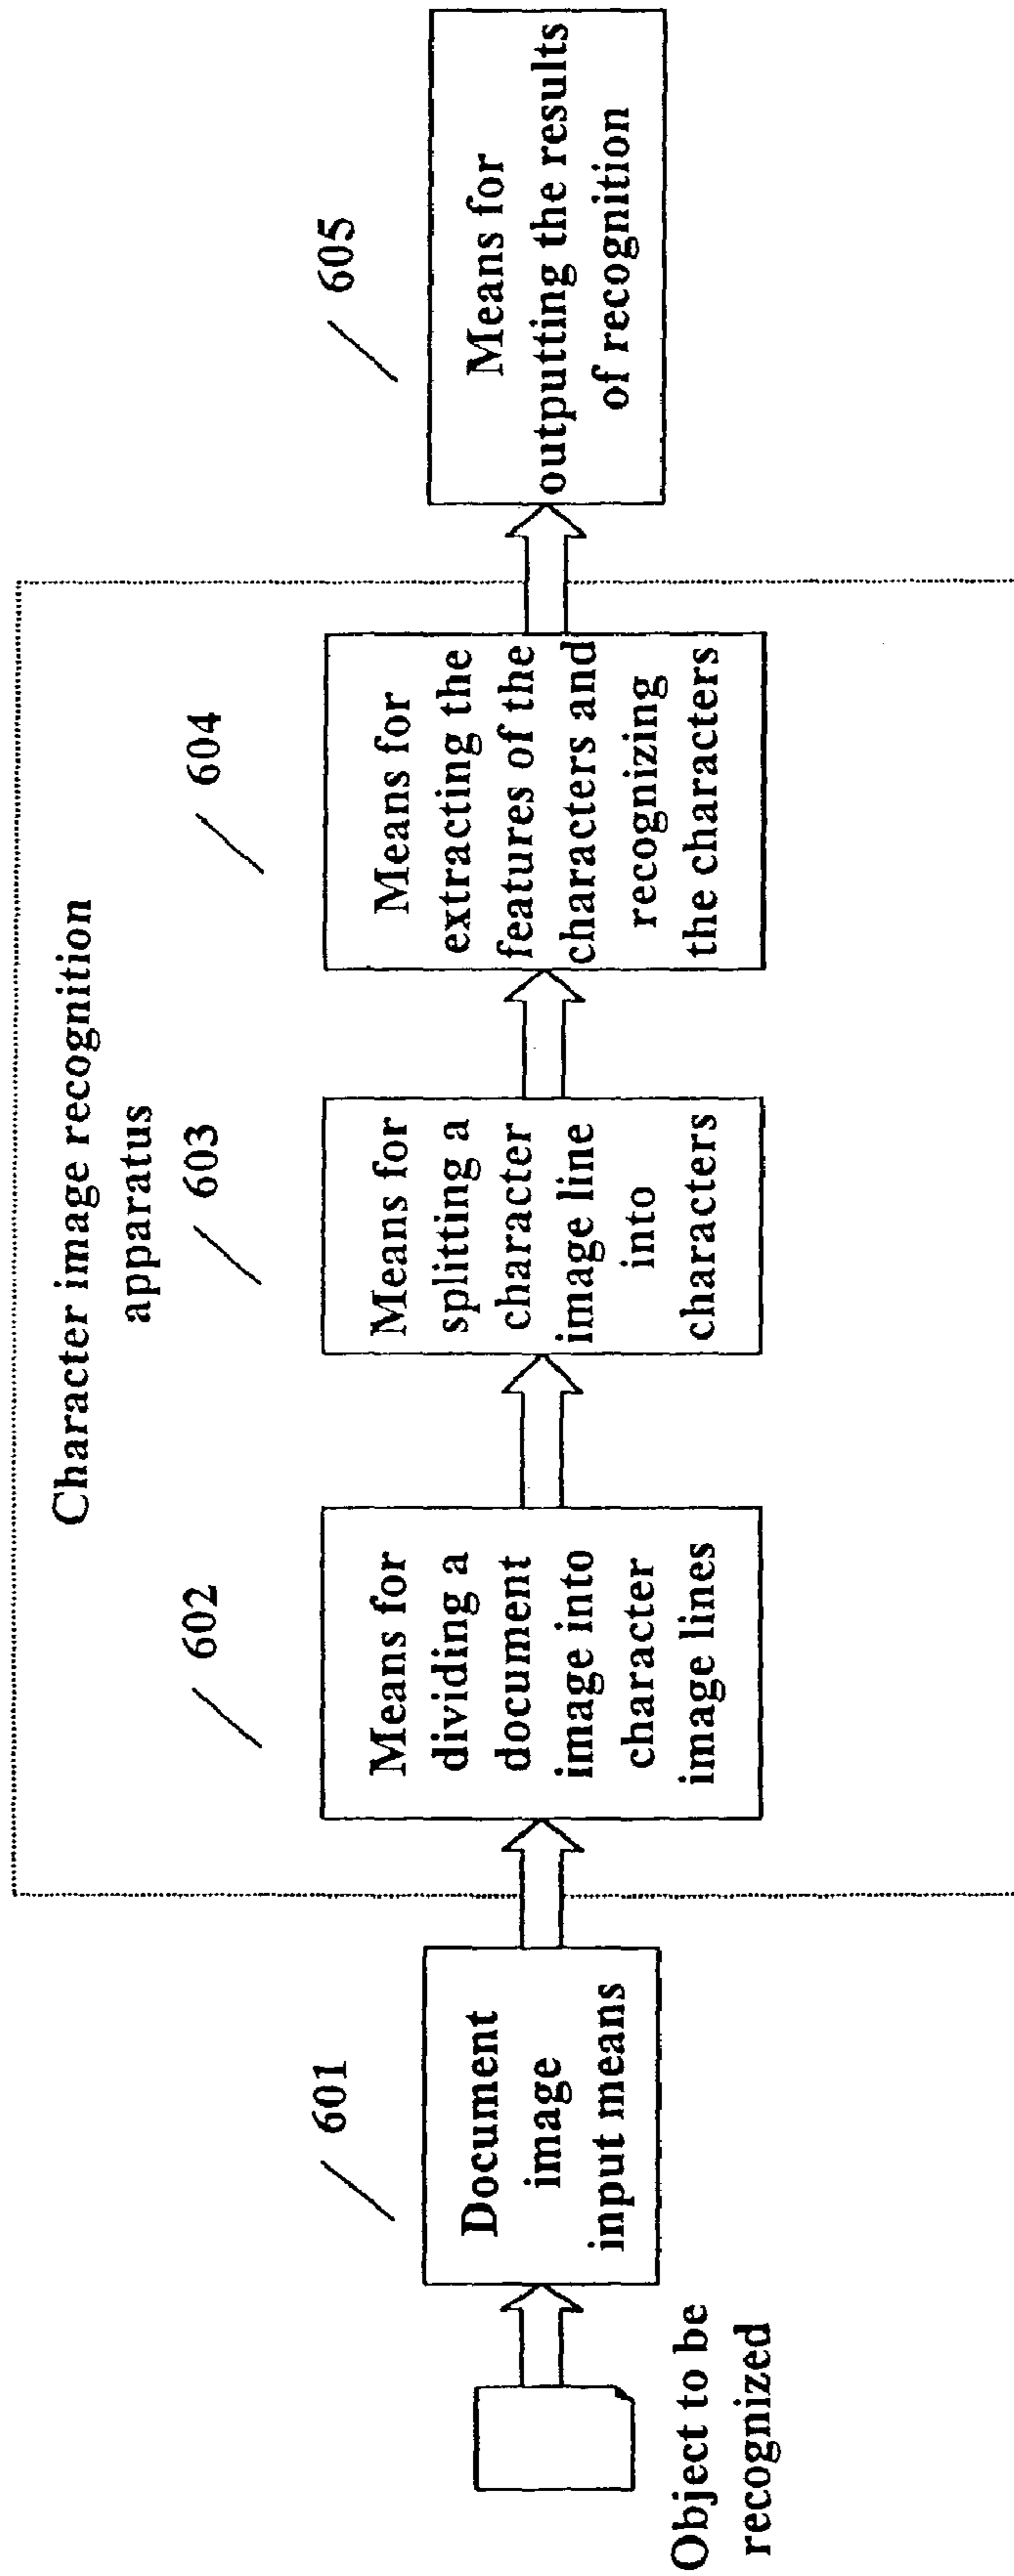 Character image recognition
apparatus
601
602
603
604
605
Object to be
recognized
Document
image
input means
Means for
dividing a
document
image into
character
image lines
Means for
splitting a
character
image line
into
characters
Means for
extracting the
features of the
characters and
recognizing
the characters
Means for
outputting the results
of recognition